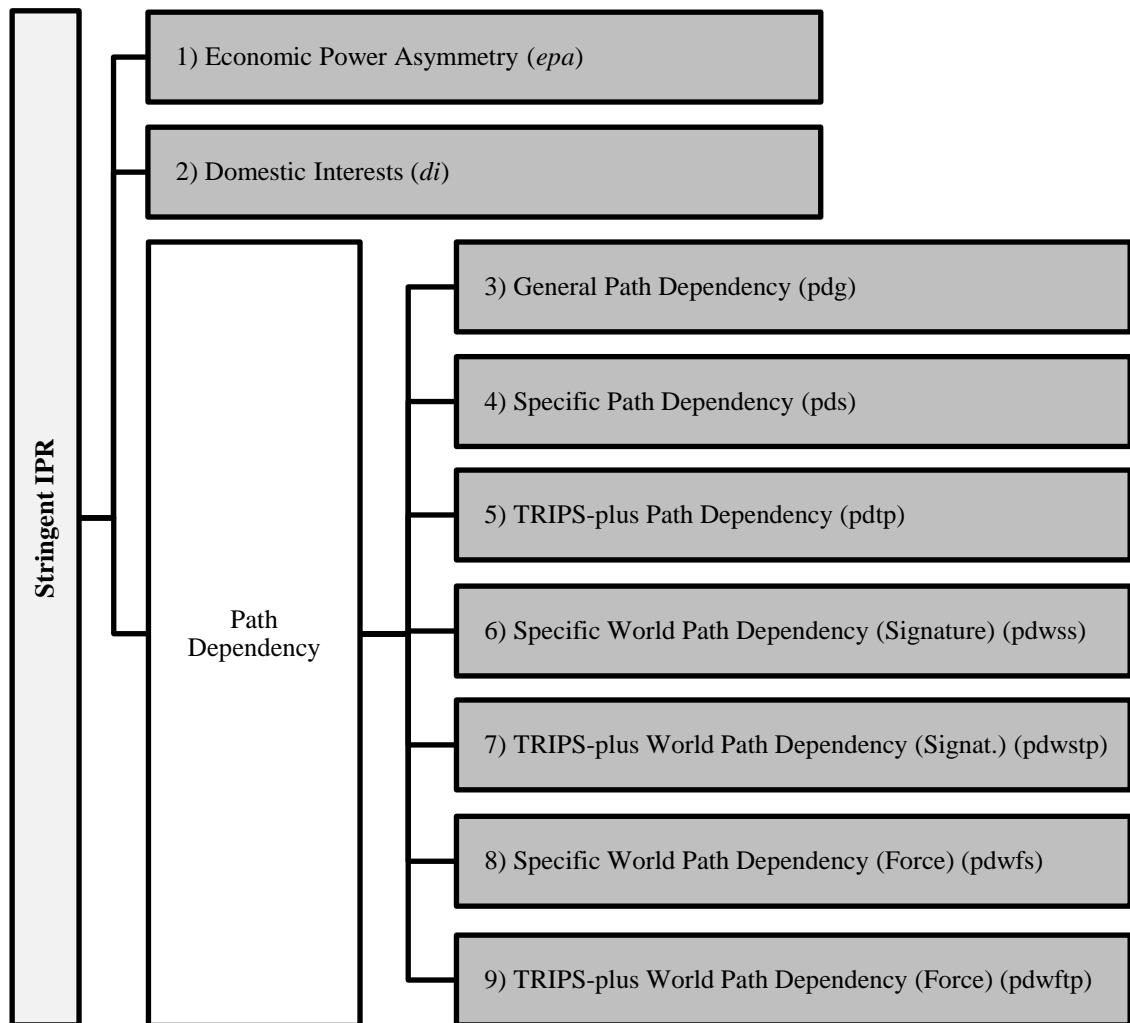 Stringent IPR
1) Economic Power Asymmetry (epa)
2) Domestic Interests (di)
Path
Dependency
3) General Path Dependency (pdg)
4) Specific Path Dependency (pds)
5) TRIPS-plus Path Dependency (pdtp)
6) Specific World Path Dependency (Signature) (pdwss)
7) TRIPS-plus World Path Dependency (Signat.) (pdwstp)
8) Specific World Path Dependency (Force) (pdwfs)
9) TRIPS-plus World Path Dependency (Force) (pdwftp)